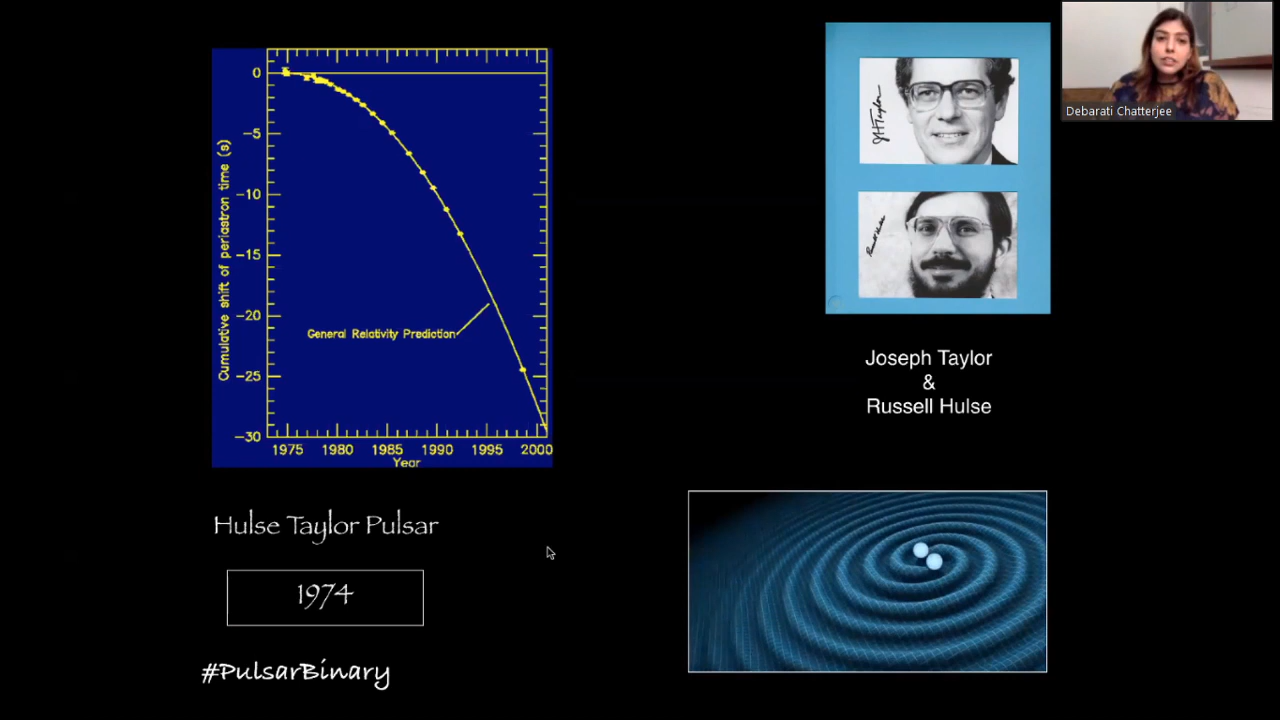 0
−5
−10
−15
−20
−25
−30
Cumulative shift of periastron time (s)
General Relativity Prediction
1975 1980 1985 1990 1995 2000
Year
Hulse Taylor Pulsar
1974
#PulsarBinary
JHTaylor
Joseph Taylor
&
Russell Hulse
Debarati Chatterjee